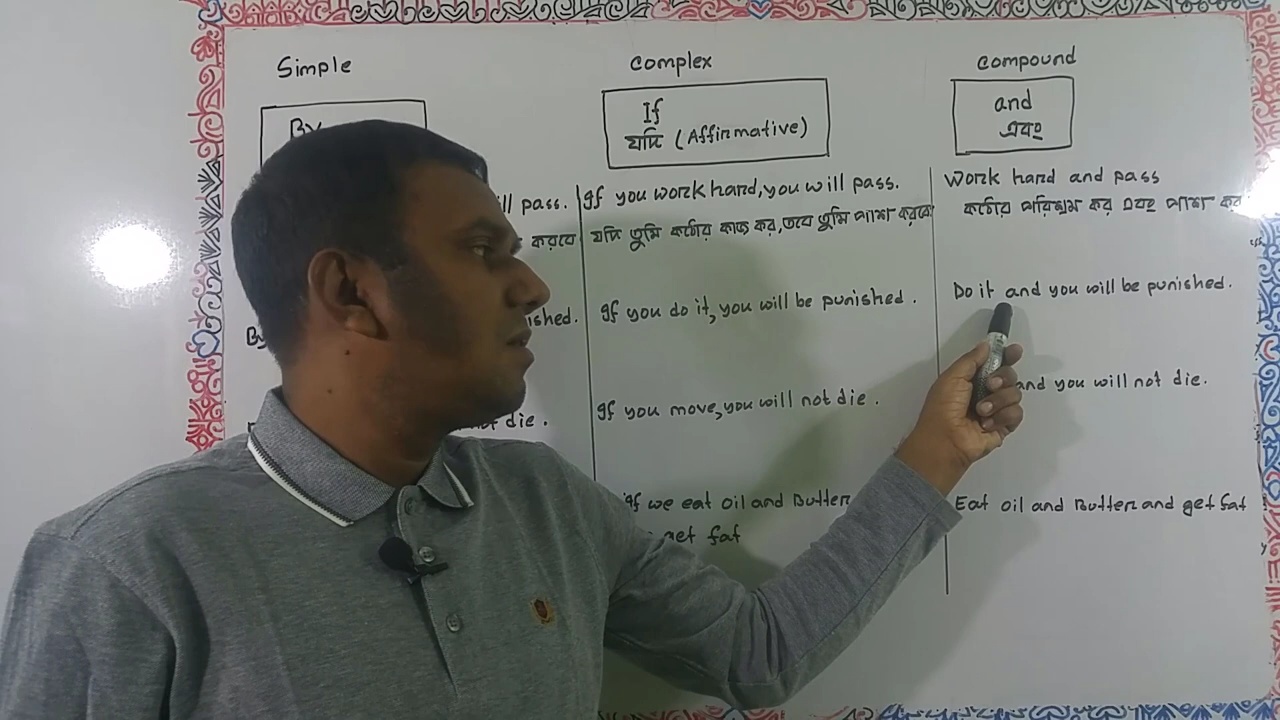 Simple
By
ll pass.
করবে
ished.
By
not die.
Complex
If
যদি (Affirmative)
If you work hard, you will pass.
যদি তুমি কঠোর কাজ কর, তবে তুমি পাশ করবে
If you do it, you will be punished.
If you move, you will not die.
If we eat oil and Butter
get fat
Compound
and
এবং
Work hard and pass
কঠোর পরিশ্রম কর এবং পাশ কর
Do it and you will be punished.
and you will not die.
Eat oil and Butter and get fat